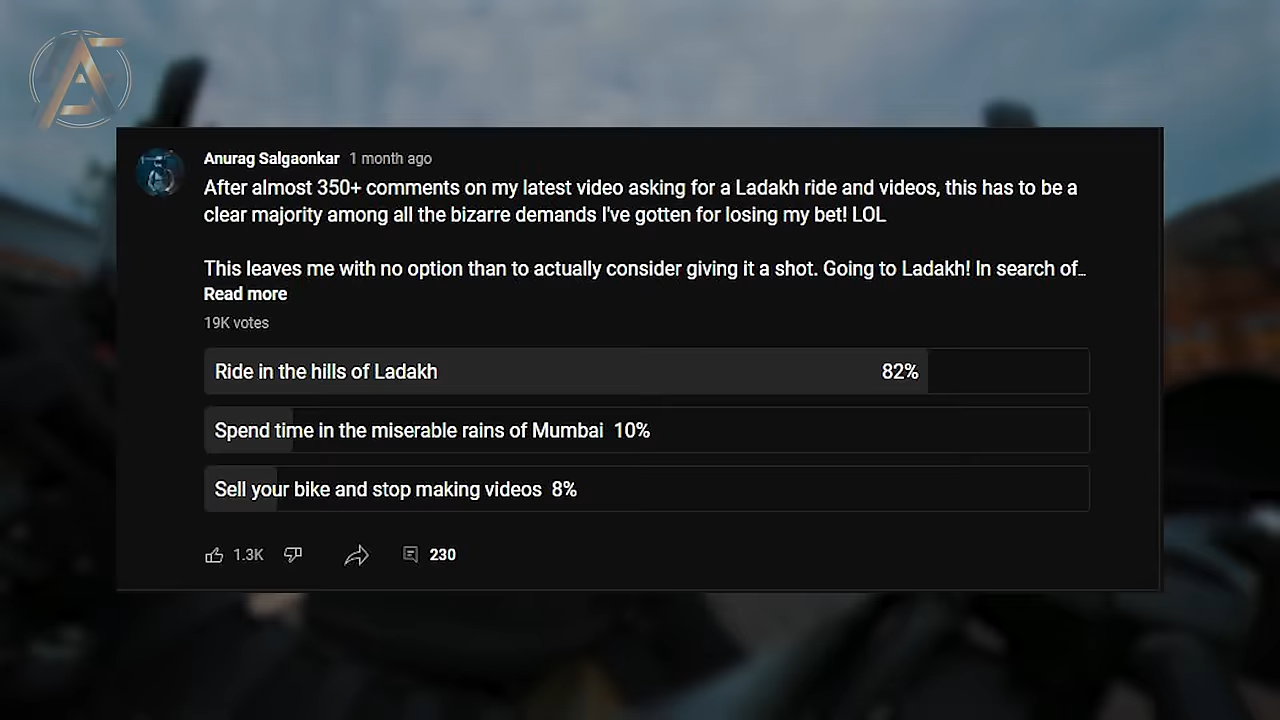 Anurag Salgaonkar 1 month ago
After almost 350+ comments on my latest video asking for a Ladakh ride and videos, this has to be a
clear majority among all the bizarre demands I've gotten for losing my bet! LOL
This leaves me with no option than to actually consider giving it a shot. Going to Ladakh! In search of...
Read more
19K votes
Ride in the hills of Ladakh 82%
Spend time in the miserable rains of Mumbai 10%
Sell your bike and stop making videos 8%
1.3K 230